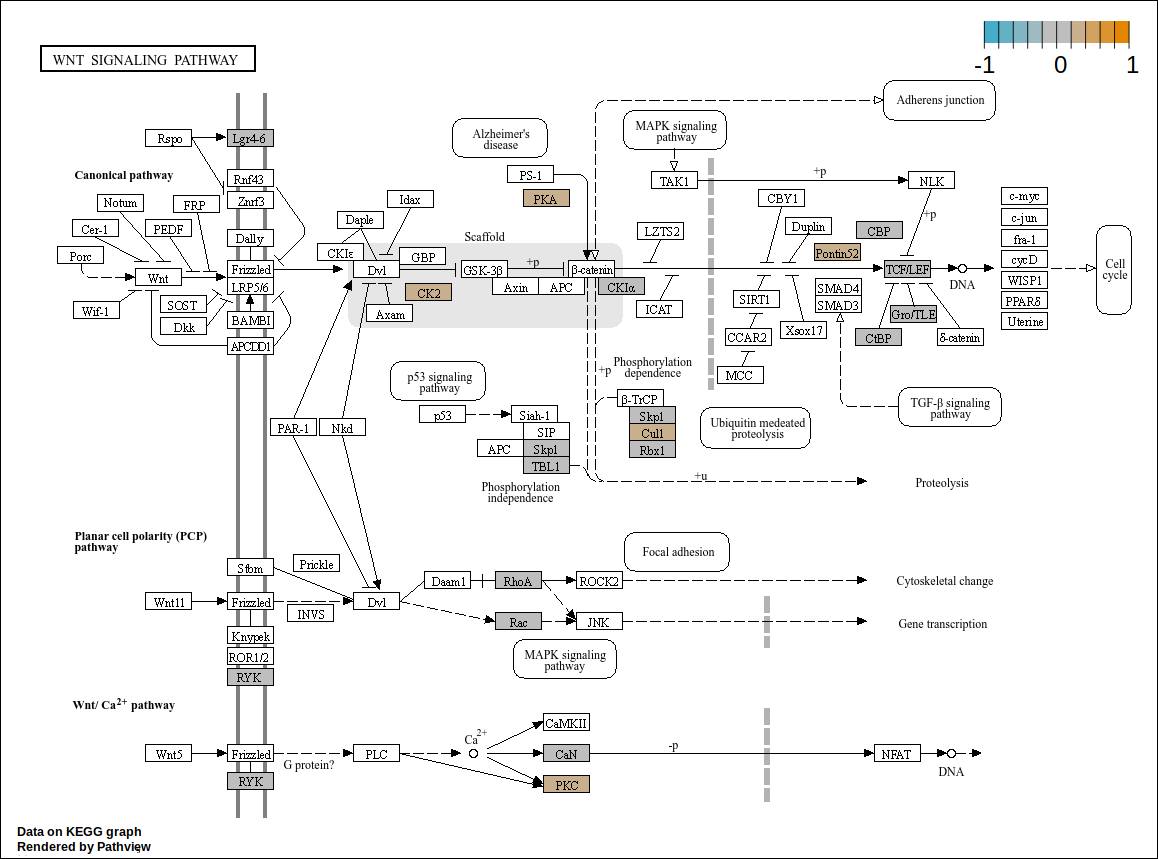 WNT SIGNALING PATHWAY
-1 0 1
Adherens junction
Alzheimer's
disease
MAPK signaling
pathway
Rspo
Lgr4-6
Canonical pathway
Rnf43
Znrf3
PS-1
PKA
TAK1
+p
NLK
+p
Notum
FRP
Idax
CBY1
c-myc
Cer-1
PEDF
Daple
Dally
Scaffold
LZTS2
Duplin
CBP
c-jun
Porc
CKIε
GBP
Pontin52
fra-1
Wnt
Frizzled
Dvl
GSK-3β
+p
β-catenin
TCF/LEF
DNA
cycD
Cell
cycle
LRP5/6
CK2
Axin
APC
CKIα
SMAD4
WISP1
Wif-1
SOST
Dkk
BAMBI
Axam
ICAT
SIRT1
SMAD3
Gro/TLE
PPARδ
Uterine
APCDD1
CCAR2
Xsox17
CtBP
δ-catenin
MCC
p53 signaling
pathway
+p
Phosphorylation
dependence
β-TrCP
Skp1
Cul1
Rbx1
Ubiquitin medeated
proteolysis
TGF-β signaling
pathway
p53
Siah-1
SIP
APC
Skp1
TBL1
PAR-1
Nkd
Phosphorylation
independence
+u
Proteolysis
Planar cell polarity (PCP)
pathway
Stbm
Prickle
Focal adhesion
Daam1
RhoA
ROCK2
Cytoskeletal change
Wnt11
Frizzled
INVS
Dvl
Rac
JNK
Gene transcription
Knypek
ROR1/2
RYK
MAPK signaling
pathway
Wnt/ Ca2+ pathway
CaMKII
Wnt5
Frizzled
G protein?
PLC
Ca2+
CaN
-p
NFAT
DNA
RYK
PKC
Data on KEGG graph
Rendered by Pathview